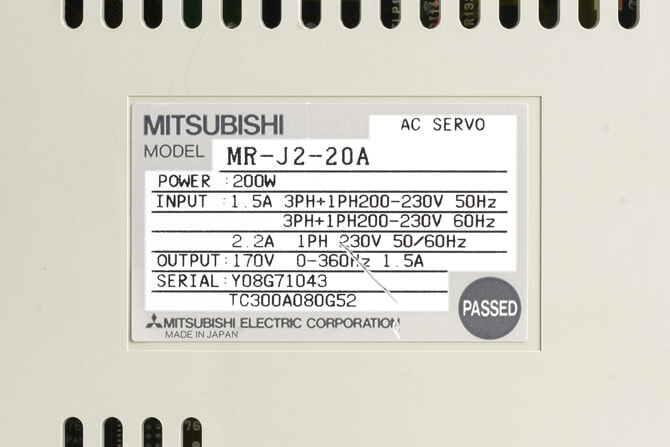 MITSUBISHI
AC SERVO
MODEL MR-J2-20A
POWER :200W
INPUT :1.5A 3PH+1PH200-230V 50Hz
3PH+1PH200-230V 60Hz
2.2A 1PH 230V 50/60Hz
OUTPUT:170V 0-360Hz 1.5A
SERIAL:Y08G71043
TC300A080G52
PASSED
MITSUBISHI ELECTRIC CORPORATION
MADE IN JAPAN